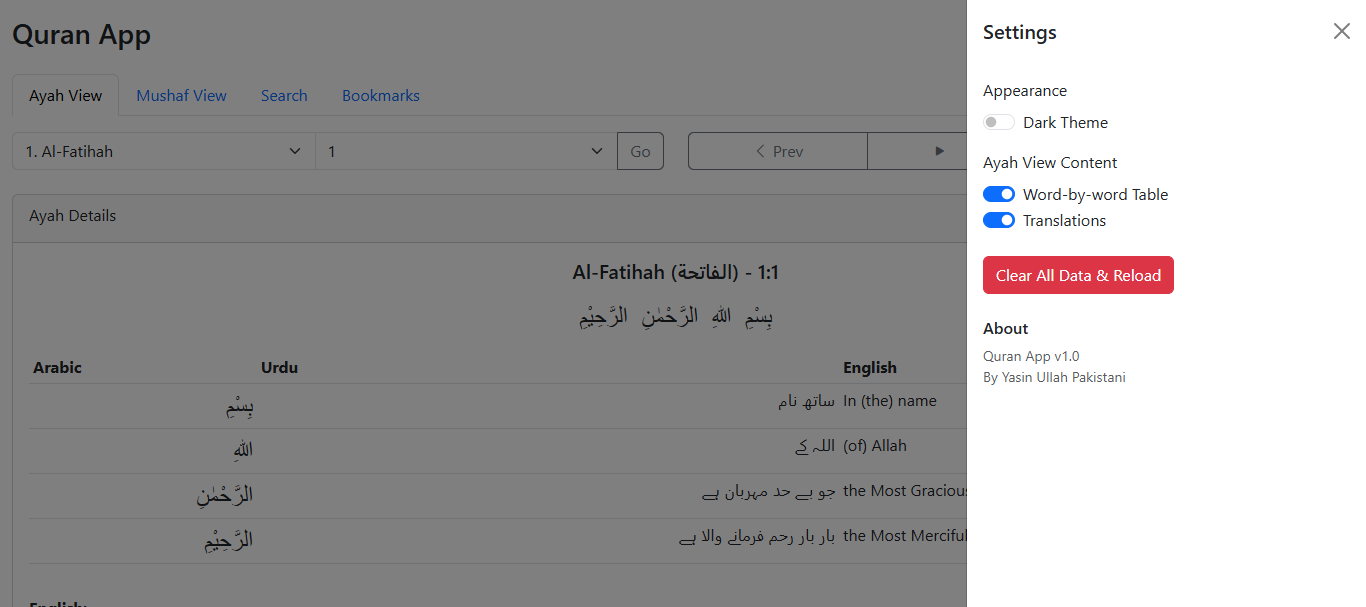 Quran App
Ayah View Mushaf View Search Bookmarks
1. Al-Fatihah 1 Go Prev
Ayah Details
Al-Fatihah (الفاتحة) - 1:1
بِسْمِ اللّٰهِ الرَّحْمٰنِ الرَّحِیْمِ
Arabic Urdu English
بِسْمِ ساتھ نام In (the) name
اللّٰهِ اللہ کے (of) Allah
الرَّحْمٰنِ جو بے حد مہربان ہے the Most Gracious
الرَّحِیْمِ بار بار رحم فرمانے والا ہے the Most Merciful
English:
Settings
Appearance
Dark Theme
Ayah View Content
Word-by-word Table
Translations
Clear All Data & Reload
About
Quran App v1.0
By Yasin Ullah Pakistani